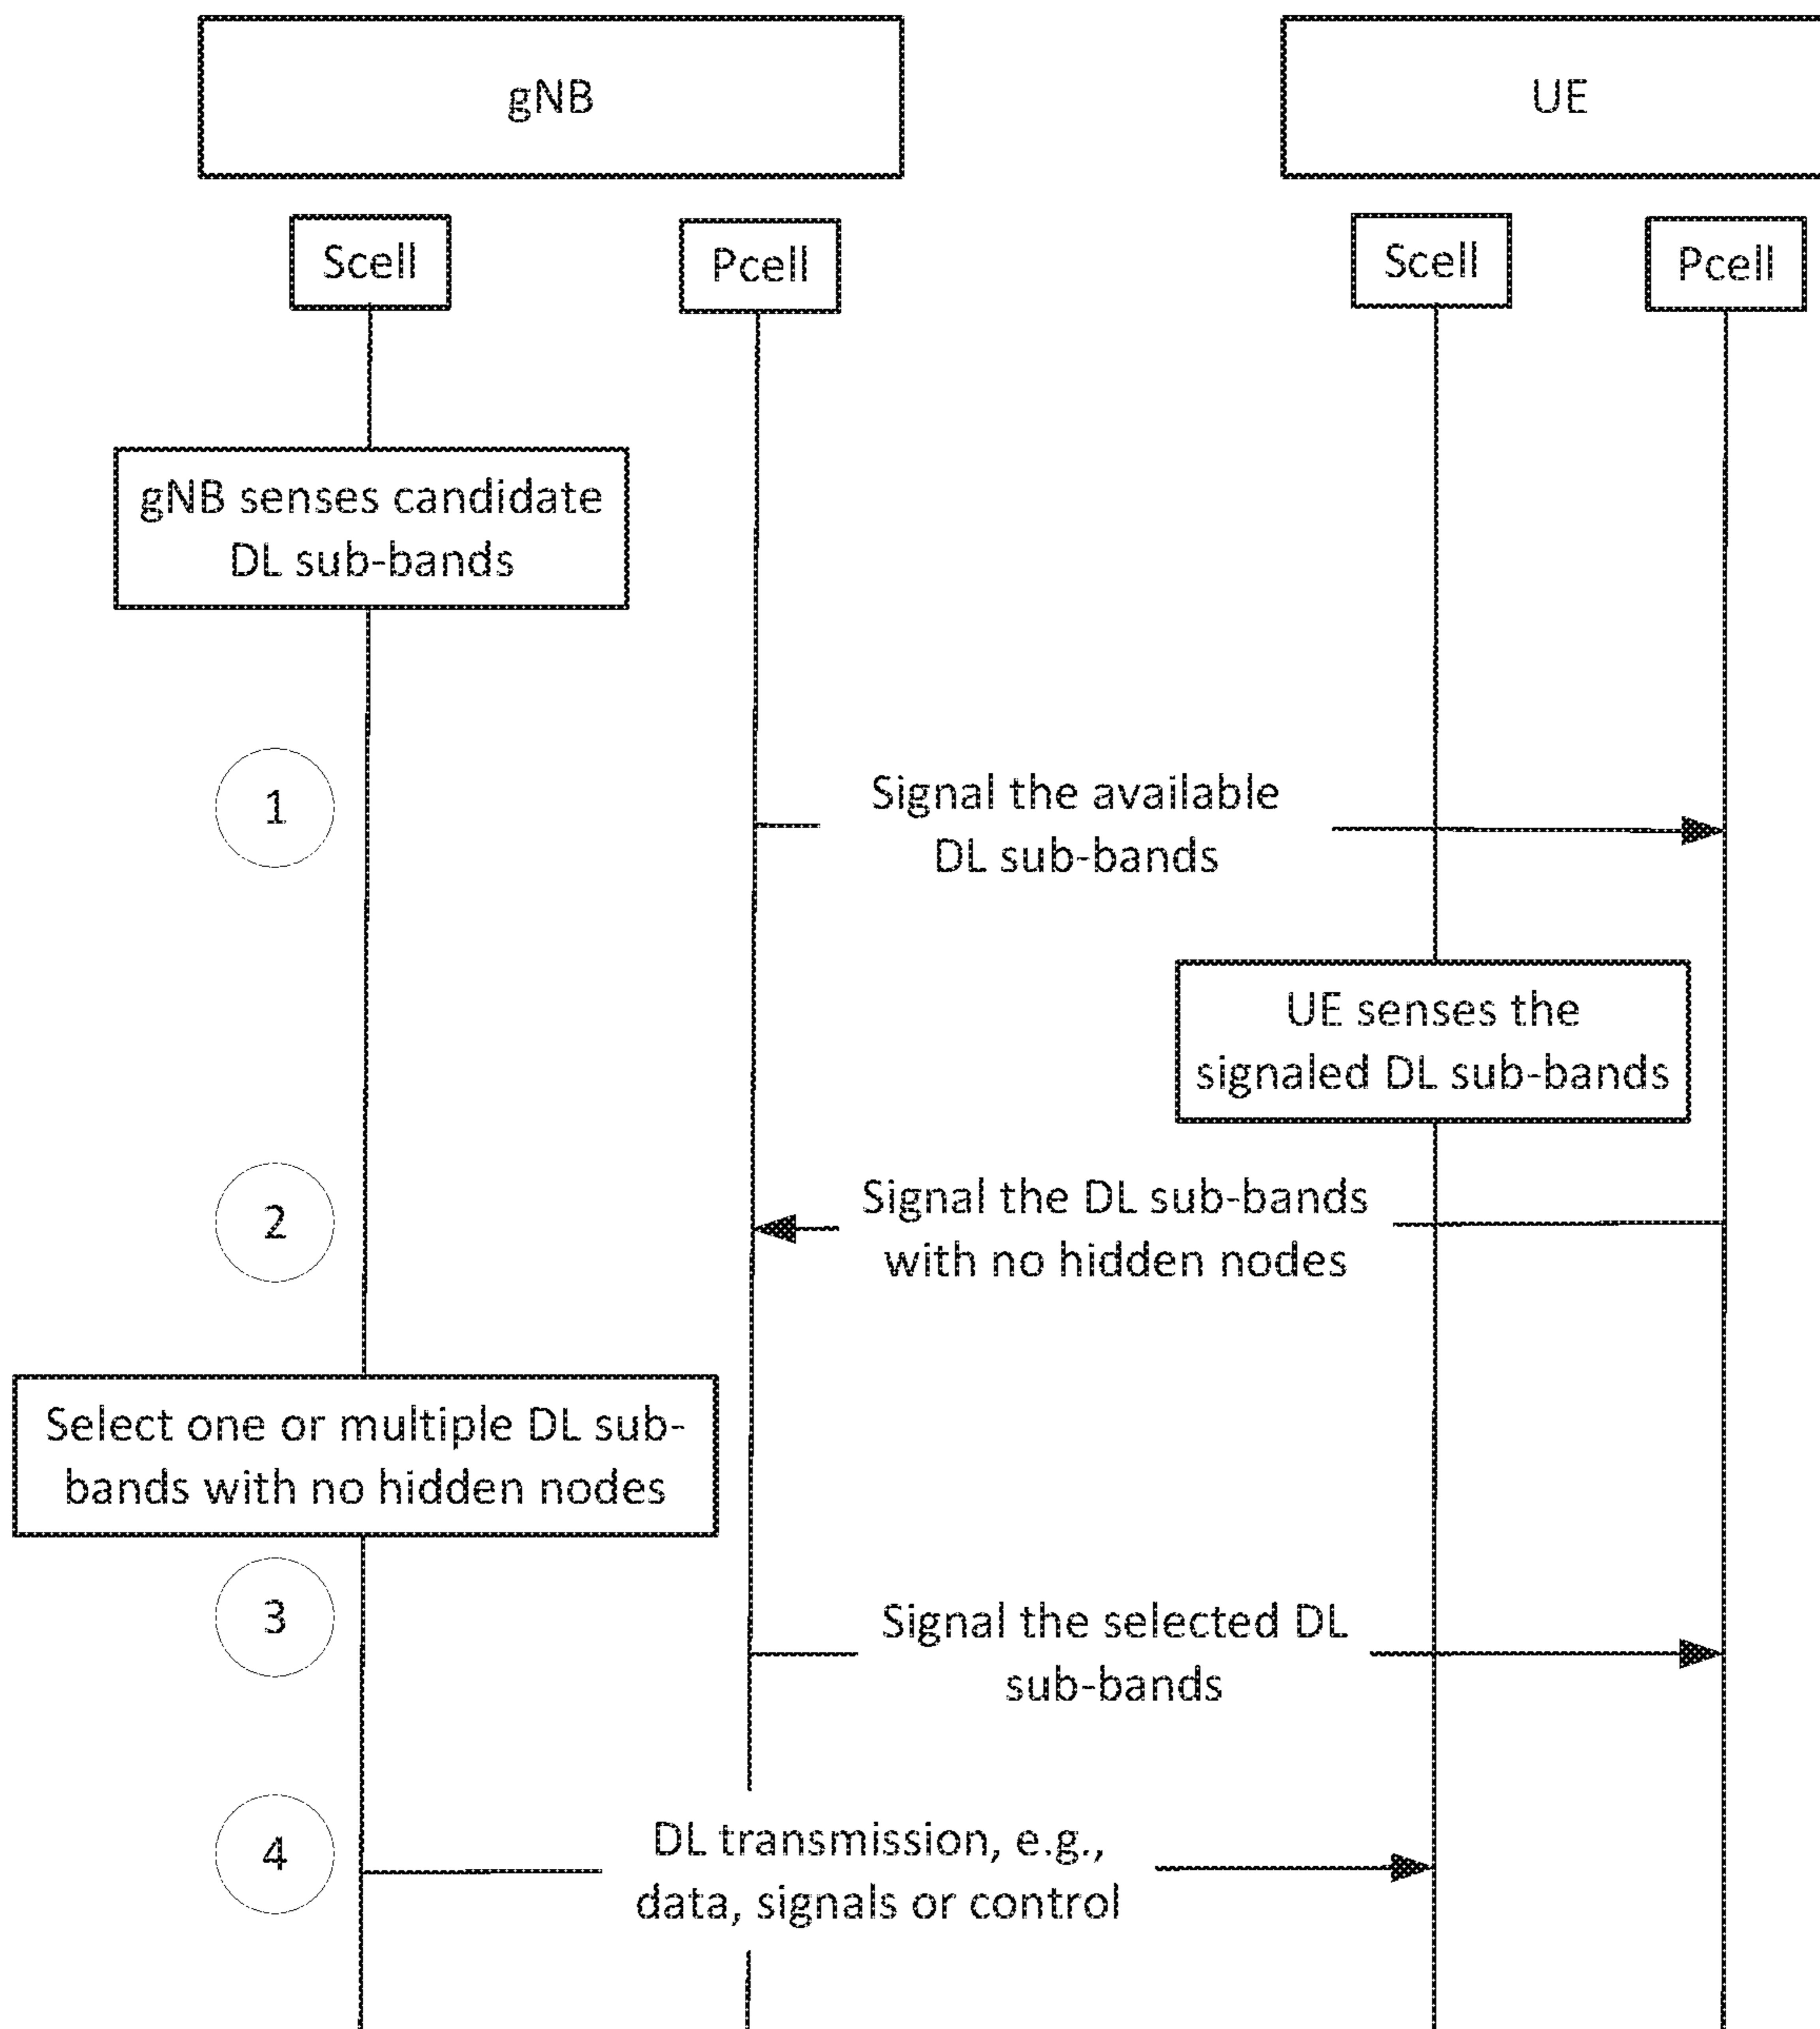 gNB
UE
Scell
Pcell
Scell
Pcell
gNB senses candidate
DL sub-bands
1
Signal the available
DL sub-bands
UE senses the
signaled DL sub-bands
2
Signal the DL sub-bands
with no hidden nodes
Select one or multiple DL sub-
bands with no hidden nodes
3
Signal the selected DL
sub-bands
4
DL transmission, e.g.,
data, signals or control